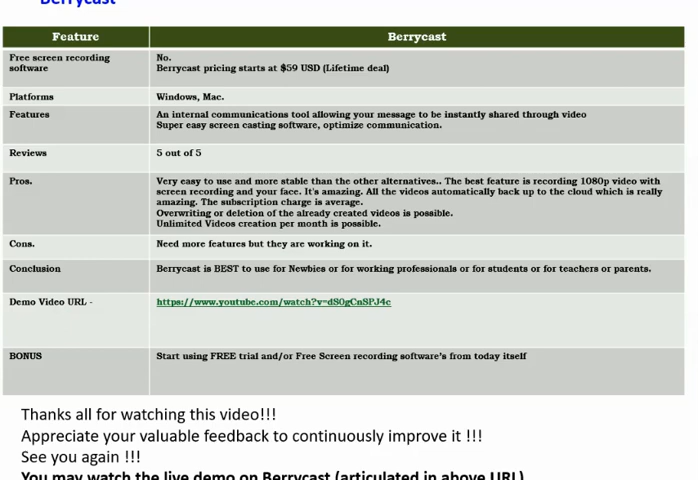 Berrycast
Feature
Berrycast
Free screen recording
software
No.
Berrycast pricing starts at $59 USD (Lifetime deal)
Platforms
Windows, Mac.
Features
An internal communications tool allowing your message to be instantly shared through video
Super easy screen casting software, optimize communication.
Reviews
5 out of 5
Pros.
Very easy to use and more stable than the other alternatives.. The best feature is recording 1080p video with
screen recording and your face. It's amazing. All the videos automatically back up to the cloud which is really
amazing. The subscription charge is average.
Overwriting or deletion of the already created videos is possible.
Unlimited Videos creation per month is possible.
Cons.
Need more features but they are working on it.
Conclusion
Berrycast is BEST to use for Newbies or for working professionals or for students or for teachers or parents.
Demo Video URL -
https://www.youtube.com/watch?v=dS0gCnSPJ4c
BONUS
Start using FREE trial and/or Free Screen recording software's from today itself
Thanks all for watching this video!!!
Appreciate your valuable feedback to continuously improve it !!!
See you again !!!
You may watch the live demo on Berrycast (articulated in above URL)